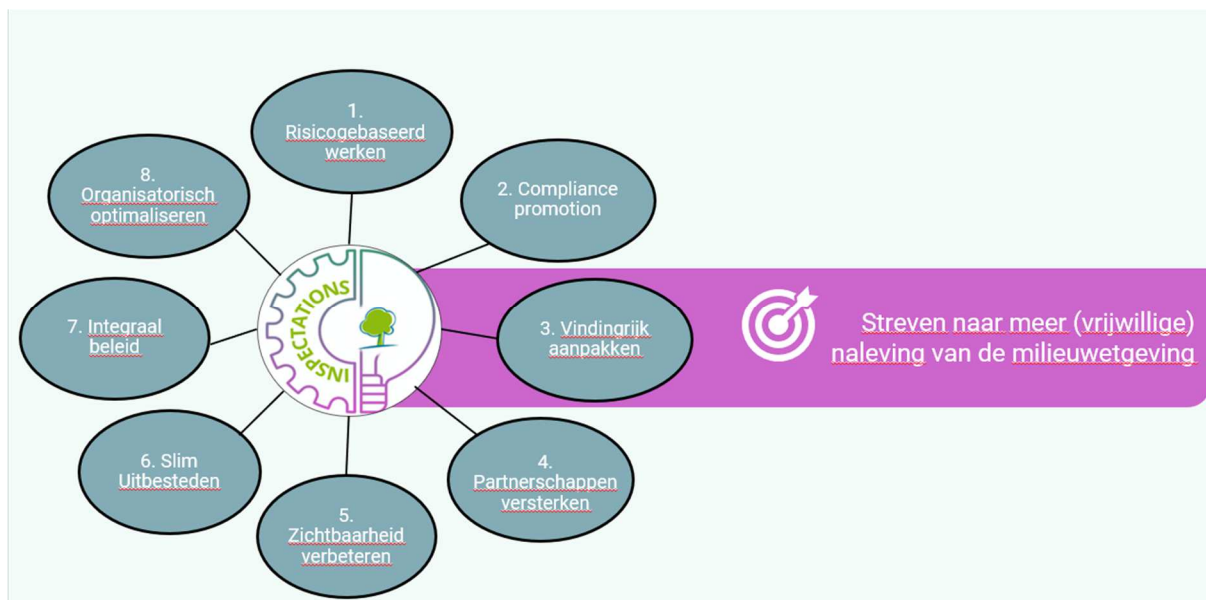 1.
Risicogebaseerd
werken
2. Compliance
promotion
3. Vindingrijk
aanpakken
4.
Partnerschappen
versterken
5.
Zichtbaarheid
verbeteren
6. Slim
Uitbesteden
7. Integraal
beleid
8.
Organisatorisch
optimaliseren
INSPECTATIONS
Streven naar meer (vrijwillige)
naleving van de milieuwetgeving